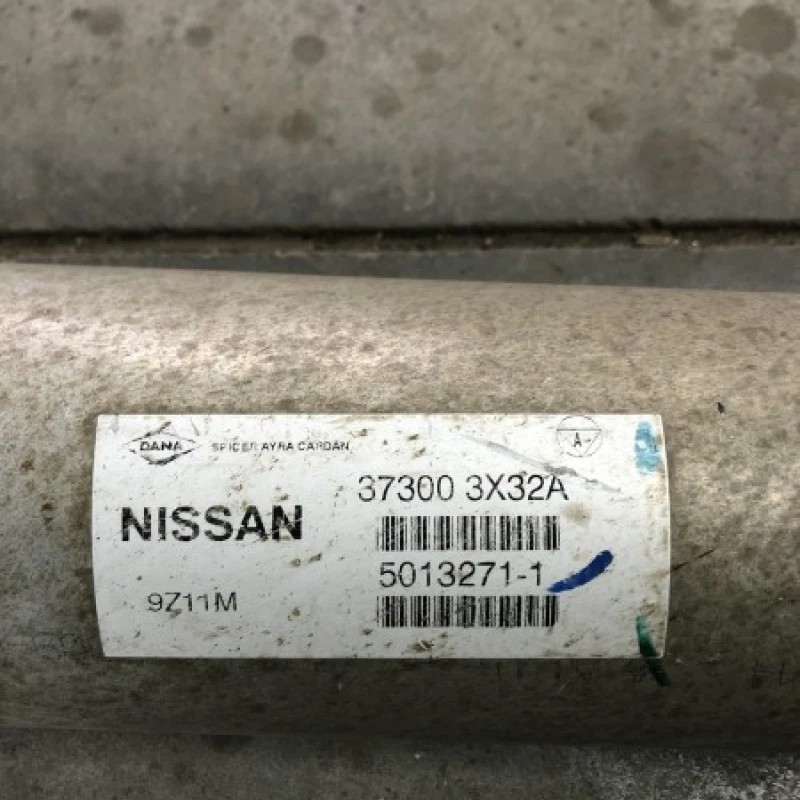 DANA SPICER AYRA CARDAN
A
37300 3X32A
NISSAN
5013271-1
9Z11M